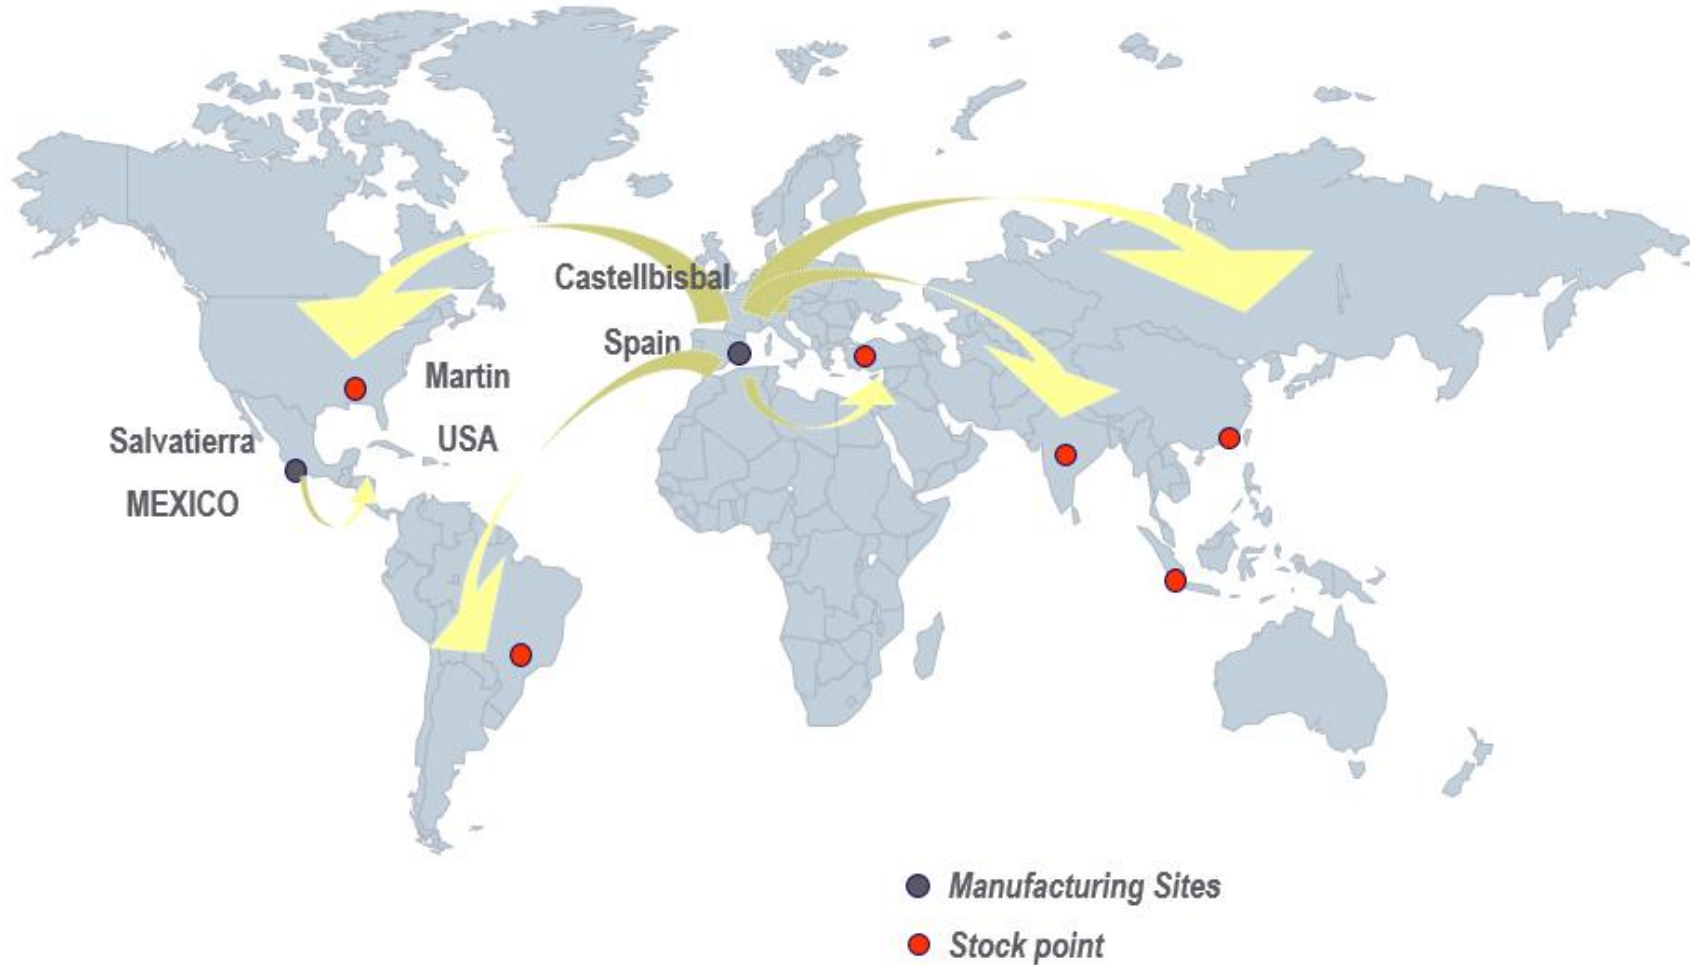 Castellbisbal
Spain
Martin
USA
Salvatierra
MEXICO
Manufacturing Sites
Stock point